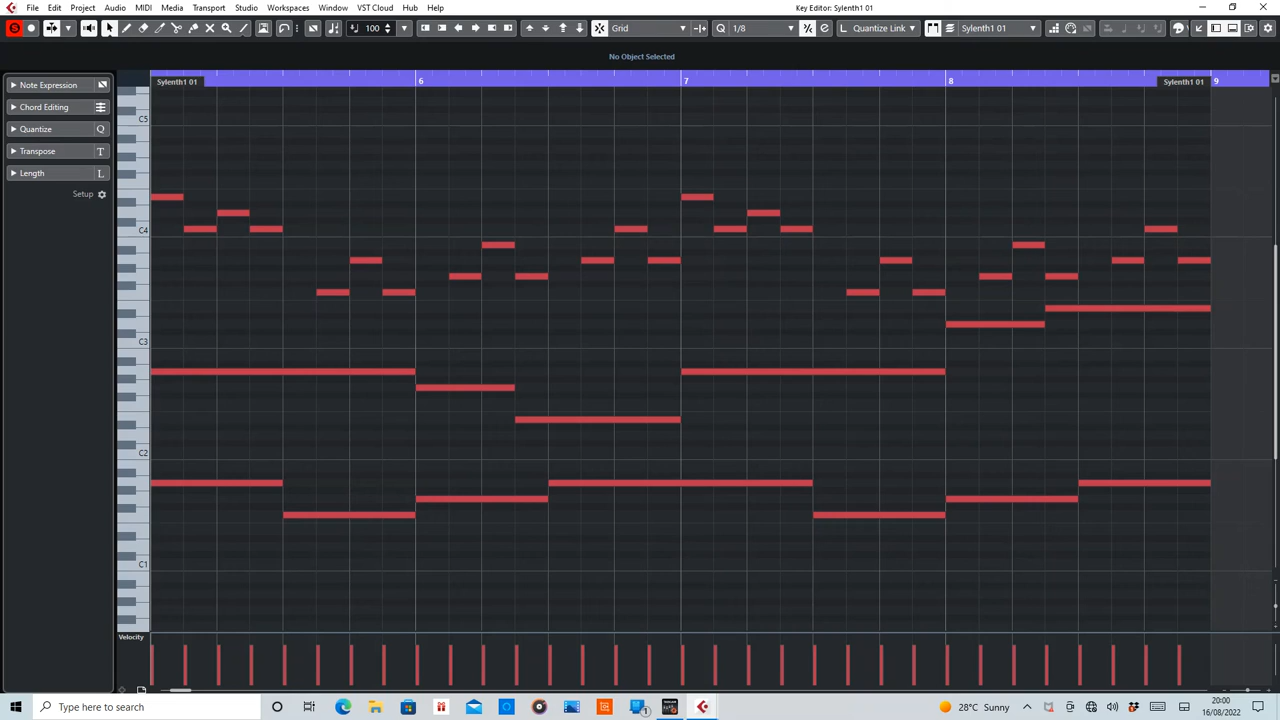 File Edit Project Audio MIDI Media Transport Studio Workspaces Window VST Cloud Hub Help
Key Editor: Sylenth1 01
S 100 Grid Q 1/8 L Quantize Link Sylenth1 01
No Object Selected
6 7 8 9
Sylenth1 01 Sylenth1 01
Note Expression
Chord Editing
Quantize Q
Transpose T
Length L
Setup
C5
C4
C3
C2
C1
Velocity
Type here to search
1
28°C Sunny
20:00
16/08/2022